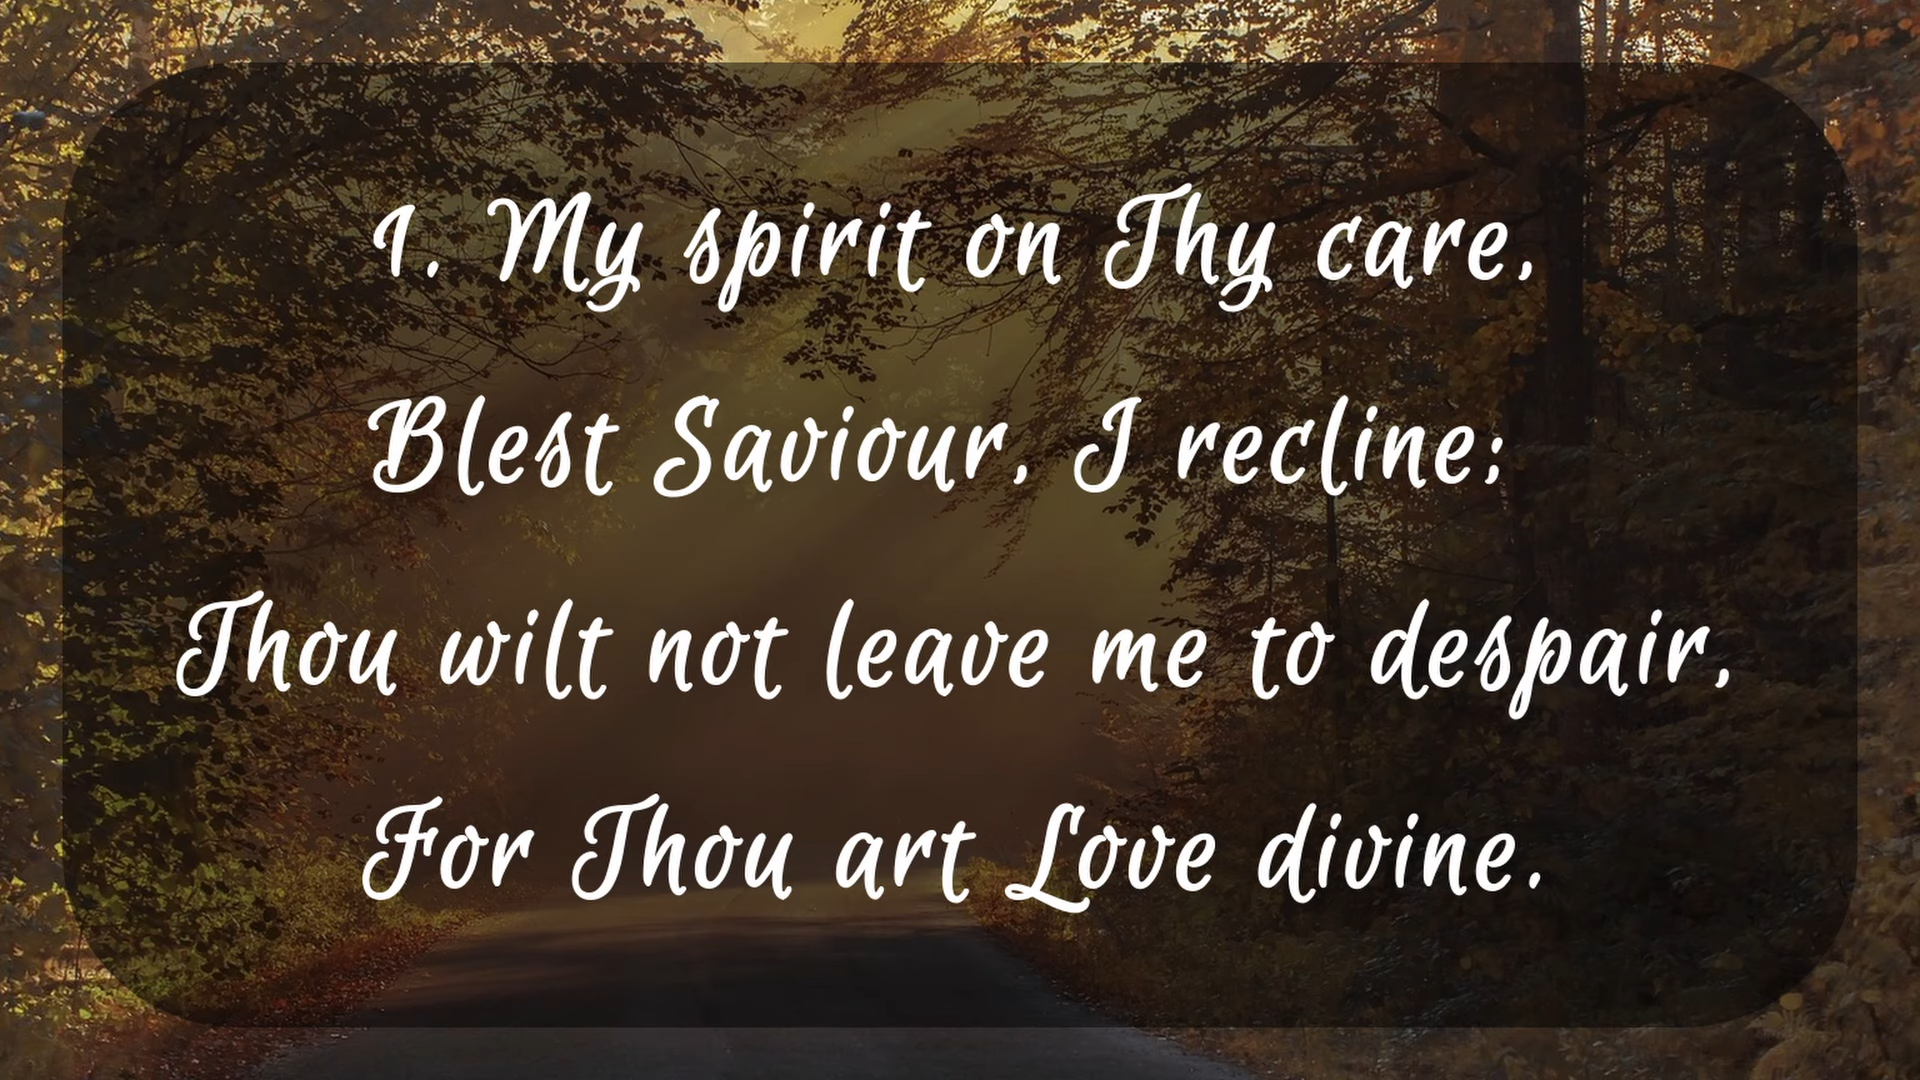 1. My spirit on Thy care,
Blest Saviour, I recline;
Thou wilt not leave me to despair,
For Thou art Love divine.